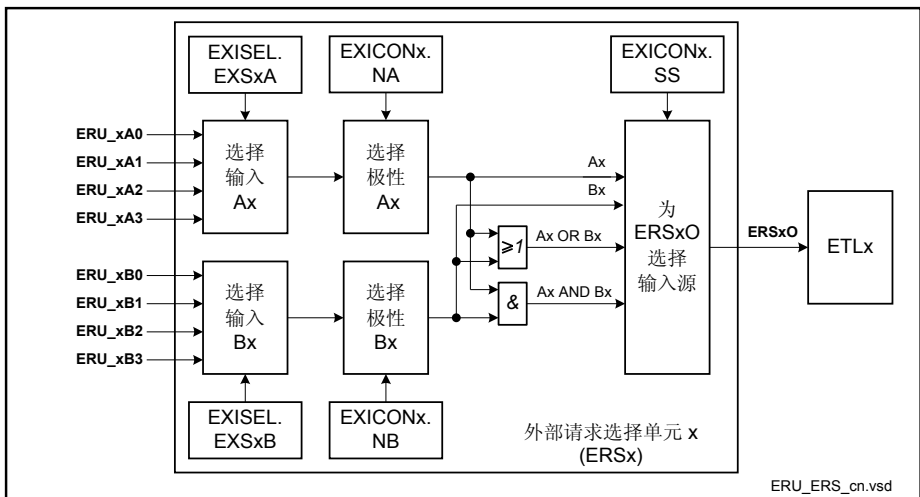 EXISEL.
EXSxA
EXICONx.
NA
EXICONx.
SS
ERU_xA0
ERU_xA1
ERU_xA2
ERU_xA3
选择
输入
Ax
选择
极性
Ax
Ax
Bx
≥1
Ax OR Bx
&
Ax AND Bx
为
ERSxO
选择
输入源
ERSxO
ETLx
ERU_xB0
ERU_xB1
ERU_xB2
ERU_xB3
选择
输入
Bx
选择
极性
Bx
EXISEL.
EXSxB
EXICONx.
NB
外部请求选择单元 x
(ERSx)
ERU_ERS_cn.vsd